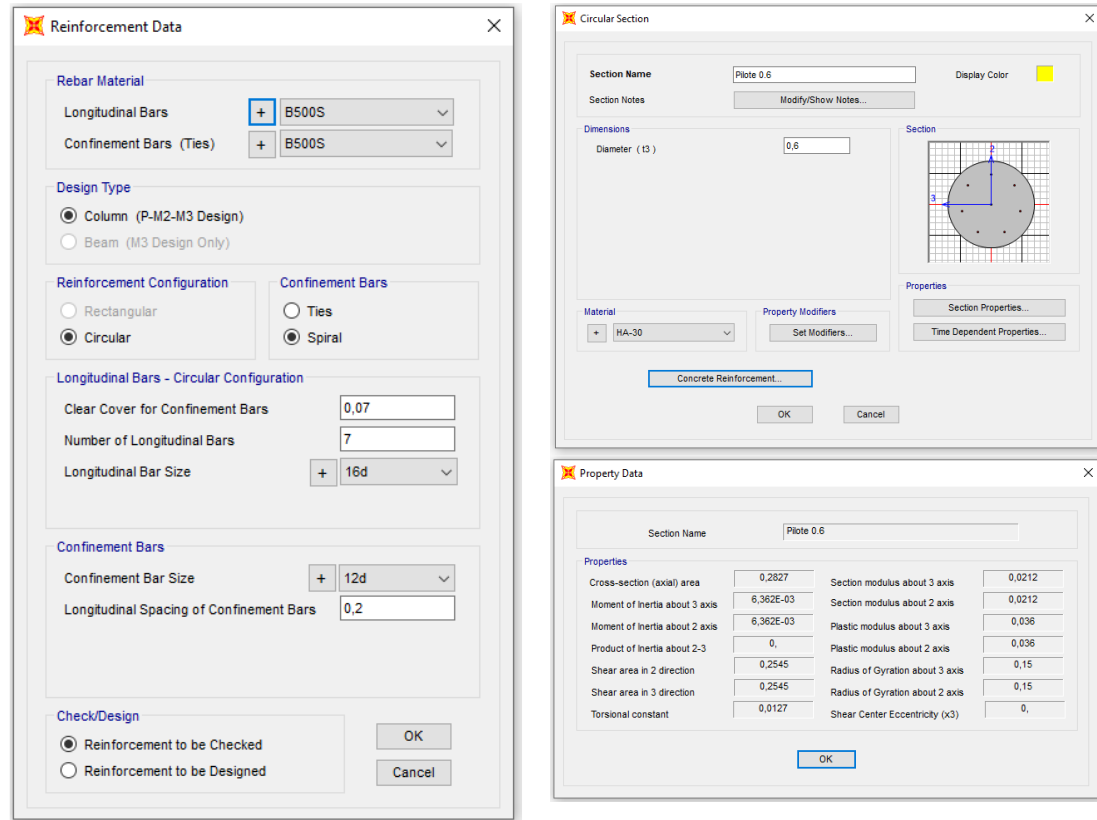 Reinforcement Data
Rebar Material
Longitudinal Bars + B500S
Confinement Bars (Ties) + B500S
Design Type
Column (P-M2-M3 Design)
Beam (M3 Design Only)
Reinforcement Configuration
Rectangular
Circular
Confinement Bars
Ties
Spiral
Longitudinal Bars - Circular Configuration
Clear Cover for Confinement Bars 0,07
Number of Longitudinal Bars 7
Longitudinal Bar Size + 16d
Confinement Bars
Confinement Bar Size + 12d
Longitudinal Spacing of Confinement Bars 0,2
Check/Design
Reinforcement to be Checked
Reinforcement to be Designed
OK
Cancel
Circular Section
Section Name Pilote 0.6 Display Color
Section Notes Modify/Show Notes...
Dimensions
Diameter ( t3 ) 0,6
Section
2
3
Properties
Section Properties...
Time Dependent Properties...
Material
+ HA-30
Property Modifiers
Set Modifiers...
Concrete Reinforcement...
OK Cancel
Property Data
Section Name Pilote 0.6
Properties
Cross-section (axial) area 0,2827 Section modulus about 3 axis 0,0212
Moment of Inertia about 3 axis 6,362E-03 Section modulus about 2 axis 0,0212
Moment of Inertia about 2 axis 6,362E-03 Plastic modulus about 3 axis 0,036
Product of Inertia about 2-3 0, Plastic modulus about 2 axis 0,036
Shear area in 2 direction 0,2545 Radius of Gyration about 3 axis 0,15
Shear area in 3 direction 0,2545 Radius of Gyration about 2 axis 0,15
Torsional constant 0,0127 Shear Center Eccentricity (x3) 0,
OK